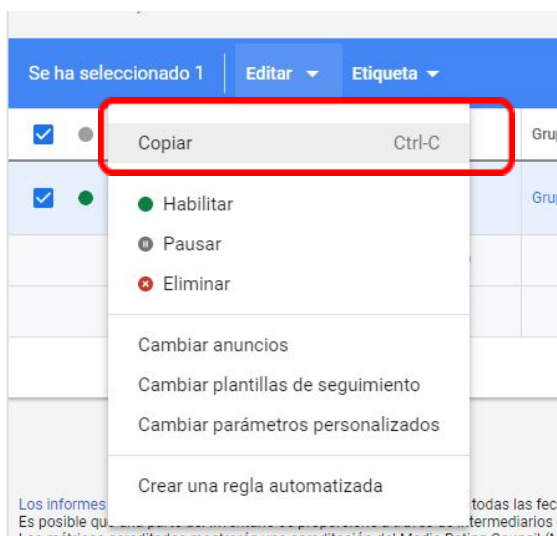 Se ha seleccionado 1 Editar Etiqueta
Copiar Ctrl-C
Habilitar
Pausar
Eliminar
Cambiar anuncios
Cambiar plantillas de seguimiento
Cambiar parámetros personalizados
Crear una regla automatizada
Los informes todas las fec
Es posible que